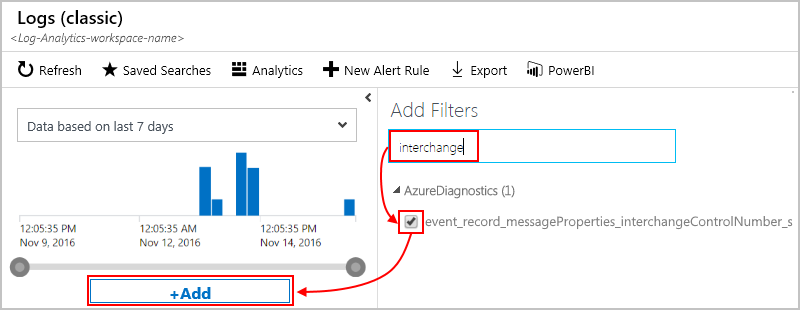 Logs (classic)
<Log-Analytics-workspace-name>
Refresh Saved Searches Analytics New Alert Rule Export PowerBI
Data based on last 7 days
12:05:35 PM 12:05:35 AM 12:05:35 PM
Nov 9, 2016 Nov 12, 2016 Nov 14, 2016
+Add
Add Filters
interchange
AzureDiagnostics (1)
event_record_messageProperties_interchangeControlNumber_s